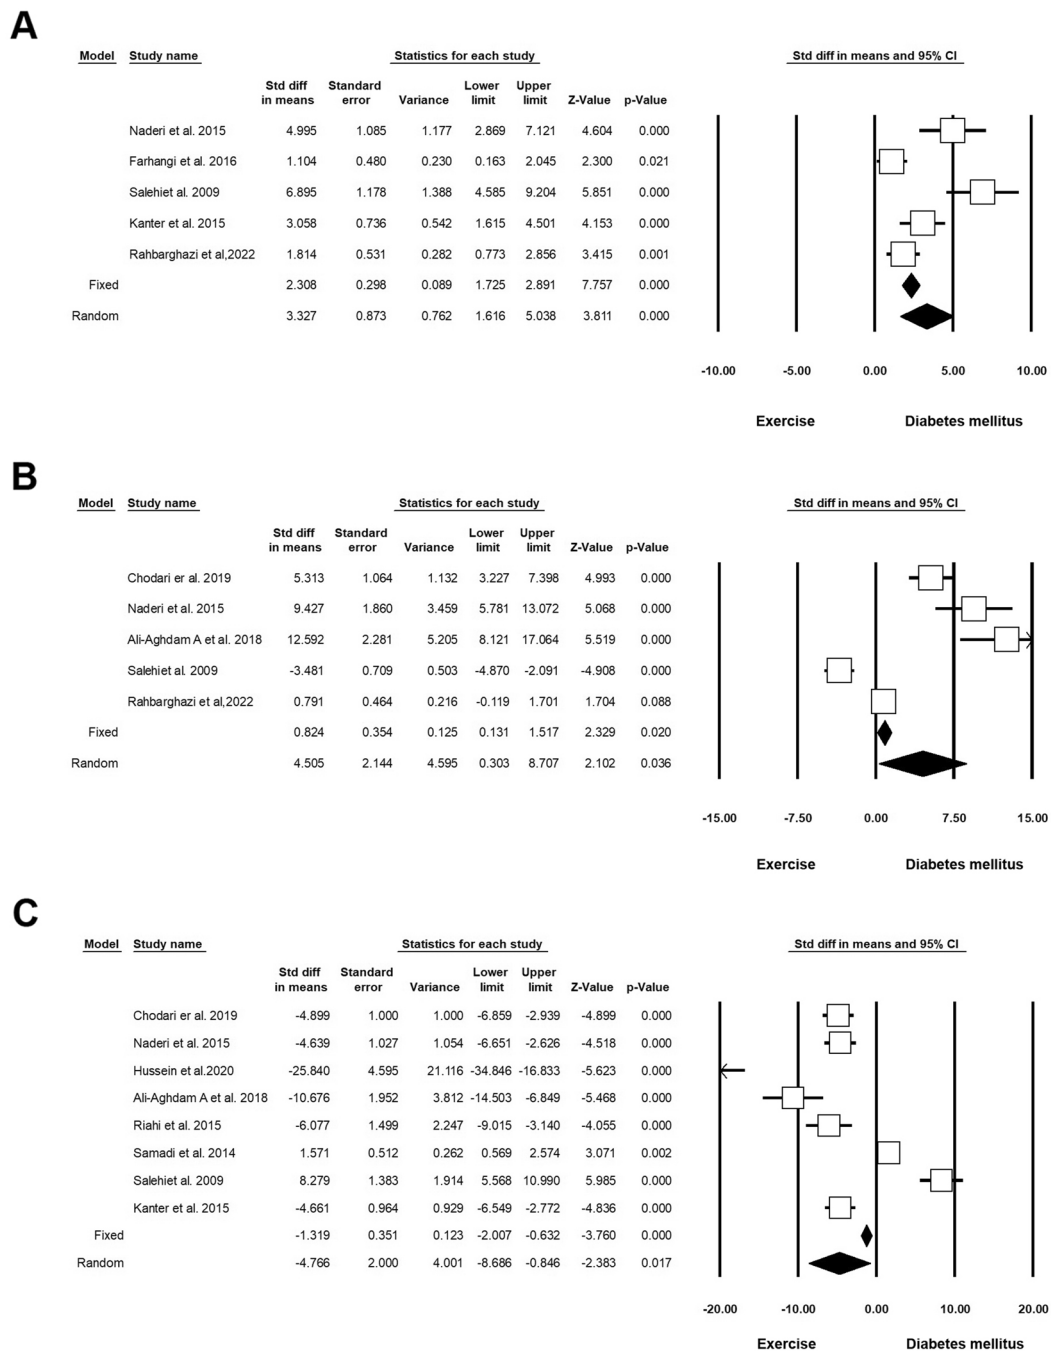 A
Model Study name Statistics for each study Std diff in means and 95% CI
Std diff in means Standard error Variance Lower limit Upper limit Z-Value p-Value
Naderi et al. 2015 4.995 1.085 1.177 2.869 7.121 4.604 0.000
Farhangi et al. 2016 1.104 0.480 0.230 0.163 2.045 2.300 0.021
Salehiet al. 2009 6.895 1.178 1.388 4.585 9.204 5.851 0.000
Kanter et al. 2015 3.058 0.736 0.542 1.615 4.501 4.153 0.000
Rahbarghazi et al,2022 1.814 0.531 0.282 0.773 2.856 3.415 0.001
Fixed 2.308 0.298 0.089 1.725 2.891 7.757 0.000
Random 3.327 0.873 0.762 1.616 5.038 3.811 0.000
-10.00 -5.00 0.00 5.00 10.00
Exercise Diabetes mellitus
B
Model Study name Statistics for each study Std diff in means and 95% CI
Std diff in means Standard error Variance Lower limit Upper limit Z-Value p-Value
Chodari er al. 2019 5.313 1.064 1.132 3.227 7.398 4.993 0.000
Naderi et al. 2015 9.427 1.860 3.459 5.781 13.072 5.068 0.000
Ali-Aghdam A et al. 2018 12.592 2.281 5.205 8.121 17.064 5.519 0.000
Salehiet al. 2009 -3.481 0.709 0.503 -4.870 -2.091 -4.908 0.000
Rahbarghazi et al,2022 0.791 0.464 0.216 -0.119 1.701 1.704 0.088
Fixed 0.824 0.354 0.125 0.131 1.517 2.329 0.020
Random 4.505 2.144 4.595 0.303 8.707 2.102 0.036
-15.00 -7.50 0.00 7.50 15.00
Exercise Diabetes mellitus
C
Model Study name Statistics for each study Std diff in means and 95% CI
Std diff in means Standard error Variance Lower limit Upper limit Z-Value p-Value
Chodari er al. 2019 -4.899 1.000 1.000 -6.859 -2.939 -4.899 0.000
Naderi et al. 2015 -4.639 1.027 1.054 -6.651 -2.626 -4.518 0.000
Hussein et al.2020 -25.840 4.595 21.116 -34.846 -16.833 -5.623 0.000
Ali-Aghdam A et al. 2018 -10.676 1.952 3.812 -14.503 -6.849 -5.468 0.000
Riahi et al. 2015 -6.077 1.499 2.247 -9.015 -3.140 -4.055 0.000
Samadi et al. 2014 1.571 0.512 0.262 0.569 2.574 3.071 0.002
Salehiet al. 2009 8.279 1.383 1.914 5.568 10.990 5.985 0.000
Kanter et al. 2015 -4.661 0.964 0.929 -6.549 -2.772 -4.836 0.000
Fixed -1.319 0.351 0.123 -2.007 -0.632 -3.760 0.000
Random -4.766 2.000 4.001 -8.686 -0.846 -2.383 0.017
-20.00 -10.00 0.00 10.00 20.00
Exercise Diabetes mellitus